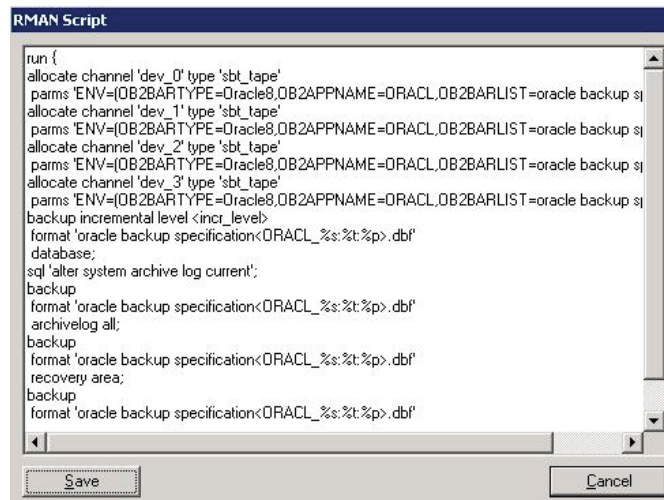 RMAN Script
run {
allocate channel 'dev_0' type 'sbt_tape'
parms 'ENV=(OB2BARTYPE=Oracle8,OB2APPNAME=ORACL,OB2BARLIST=oracle backup
allocate channel 'dev_1' type 'sbt_tape'
parms 'ENV=(OB2BARTYPE=Oracle8,OB2APPNAME=ORACL,OB2BARLIST=oracle backup
allocate channel 'dev_2' type 'sbt_tape'
parms 'ENV=(OB2BARTYPE=Oracle8,OB2APPNAME=ORACL,OB2BARLIST=oracle backup
allocate channel 'dev_3' type 'sbt_tape'
parms 'ENV=(OB2BARTYPE=Oracle8,OB2APPNAME=ORACL,OB2BARLIST=oracle backup
backup incremental level <incr_level>
format 'oracle backup specification<ORACL_%s:%t:%p>.dbf'
database;
sql 'alter system archive log current';
backup
format 'oracle backup specification<ORACL_%s:%t:%p>.dbf'
archivelog all;
backup
format 'oracle backup specification<ORACL_%s:%t:%p>.dbf'
recovery area;
backup
format 'oracle backup specification<ORACL_%s:%t:%p>.dbf'
Save
Cancel